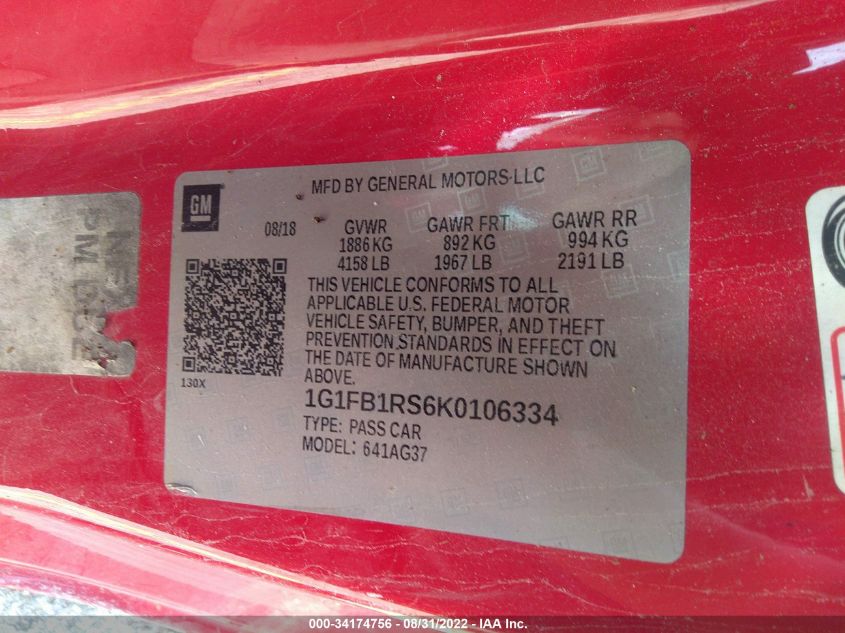 GM
MFD BY GENERAL MOTORS LLC
08/18
GVWR GAWR FRT GAWR RR
1886 KG 892 KG 994 KG
4158 LB 1967 LB 2191 LB
THIS VEHICLE CONFORMS TO ALL
APPLICABLE U.S. FEDERAL MOTOR
VEHICLE SAFETY, BUMPER, AND THEFT
PREVENTION STANDARDS IN EFFECT ON
THE DATE OF MANUFACTURE SHOWN
ABOVE.
130X
1G1FB1RS6K0106334
TYPE: PASS CAR
MODEL: 641AG37
000-34174756 - 08/31/2022 - IAA Inc.